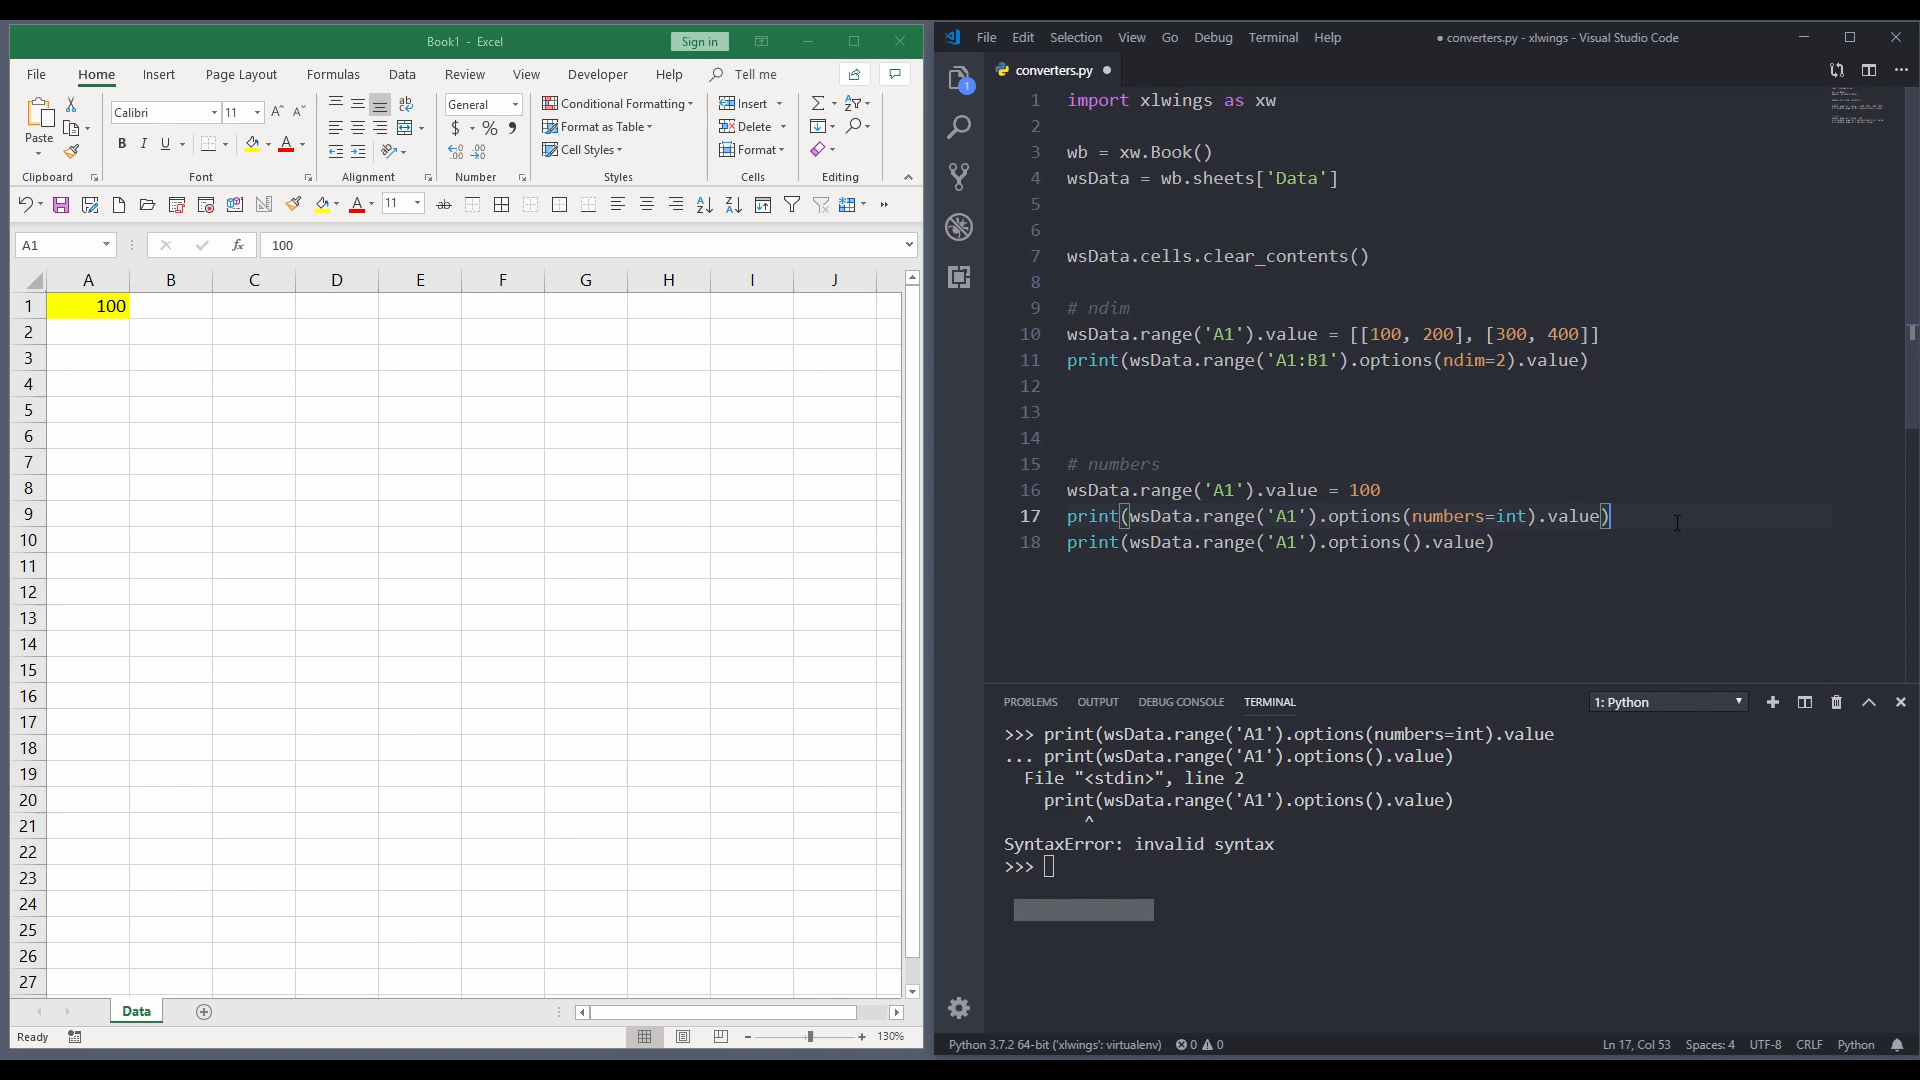 Book1 - Excel
Sign in
File Home Insert Page Layout Formulas Data Review View Developer Help Tell me
Paste
Calibri 11
General
Conditional Formatting
Format as Table
Cell Styles
Insert
Delete
Format
Clipboard Font Alignment Number Styles Cells Editing
11
A1 fx 100
A B C D E F G H I J
1 100
2
3
4
5
6
7
8
9
10
11
12
13
14
15
16
17
18
19
20
21
22
23
24
25
26
27
Data
Ready 130%
File Edit Selection View Go Debug Terminal Help ● converters.py - xlwings - Visual Studio Code
1
converters.py ●
1 import xlwings as xw
2
3 wb = xw.Book()
4 wsData = wb.sheets['Data']
5
6
7 wsData.cells.clear_contents()
8
9 # ndim
10 wsData.range('A1').value = [[100, 200], [300, 400]]
11 print(wsData.range('A1:B1').options(ndim=2).value)
12
13
14
15 # numbers
16 wsData.range('A1').value = 100
17 print(wsData.range('A1').options(numbers=int).value)
18 print(wsData.range('A1').options().value)
PROBLEMS OUTPUT DEBUG CONSOLE TERMINAL 1: Python
>>> print(wsData.range('A1').options(numbers=int).value
... print(wsData.range('A1').options().value)
File "<stdin>", line 2
print(wsData.range('A1').options().value)
^
SyntaxError: invalid syntax
>>>
Python 3.7.2 64-bit ('xlwings': virtualenv) 0 0 Ln 17, Col 53 Spaces: 4 UTF-8 CRLF Python